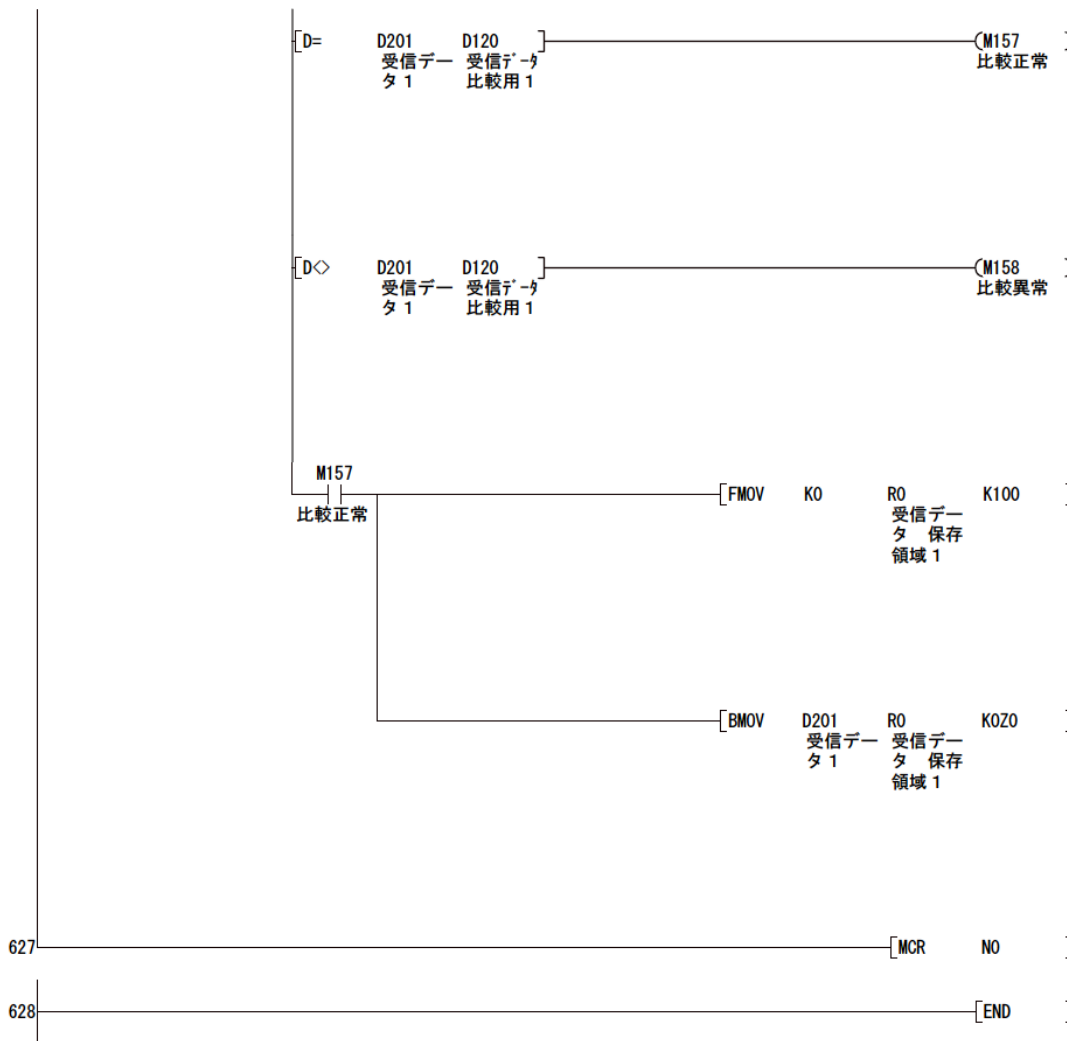 [D= D201 D120 ] (M157 )
受信デー 受信ﾃﾞｰﾀ 比較正常
タ 1 比較用 1
[D<> D201 D120 ] (M158 )
受信デー 受信ﾃﾞｰﾀ 比較異常
タ 1 比較用 1
M157
[FMOV K0 R0 K100 ]
比較正常 受信デー
タ 保存
領域 1
[BMOV D201 R0 K0Z0 ]
受信デー 受信デー
タ 1 タ 保存
領域 1
627 [MCR N0 ]
628 [END ]